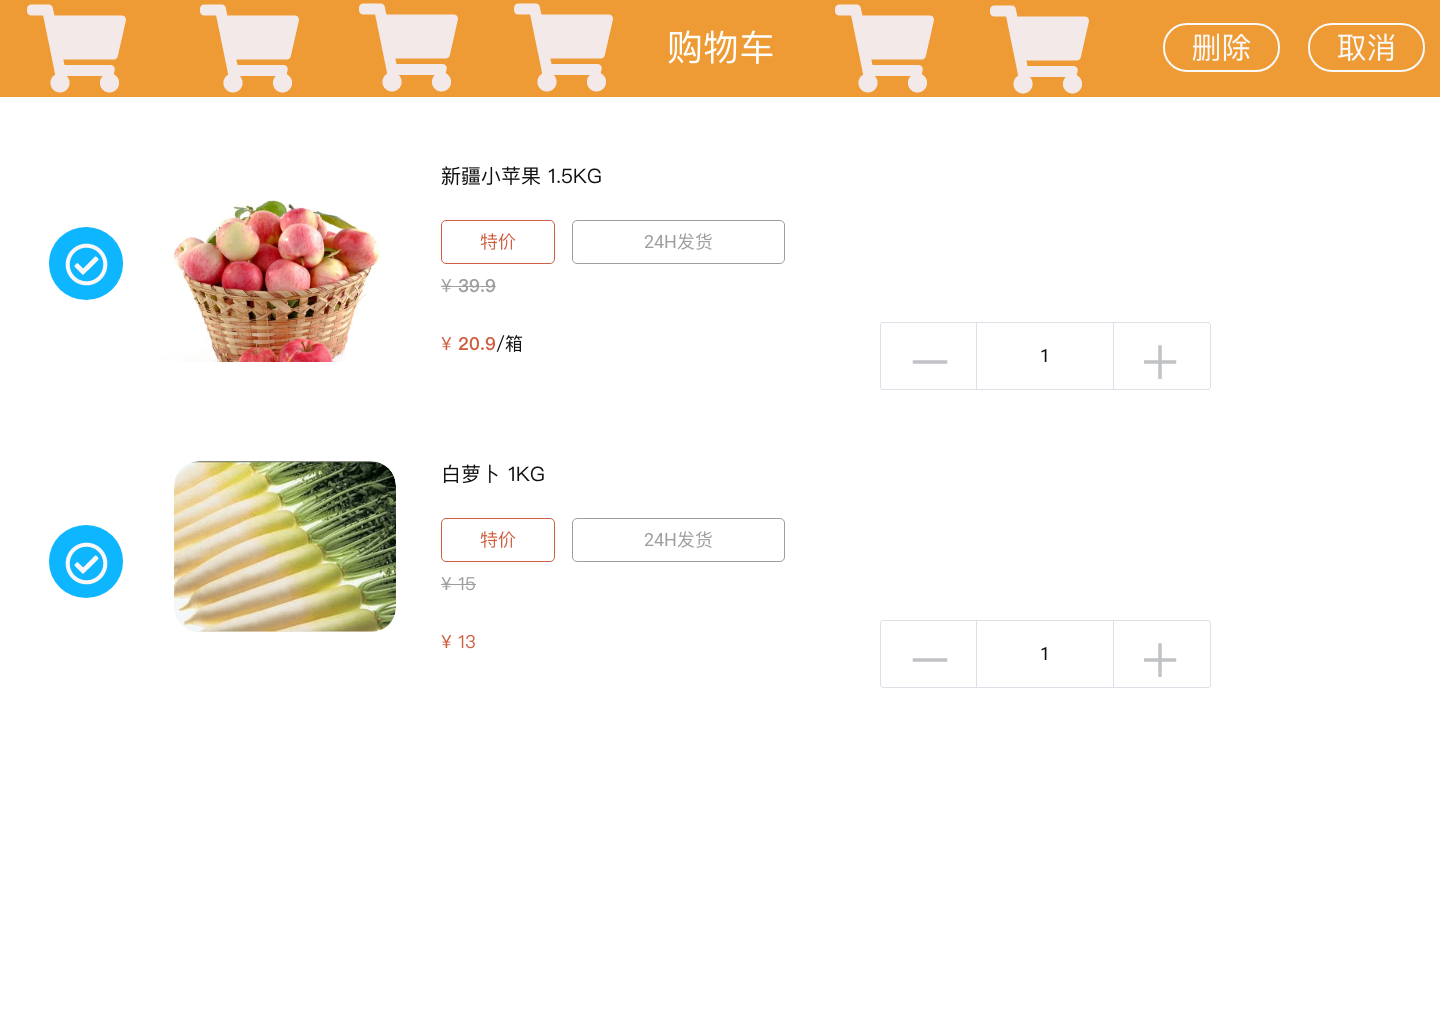 购物车
删除
取消
新疆小苹果 1.5KG
特价
24H发货
¥ 39.9
¥ 20.9/箱
1
白萝卜 1KG
特价
24H发货
¥ 15
¥ 13
1